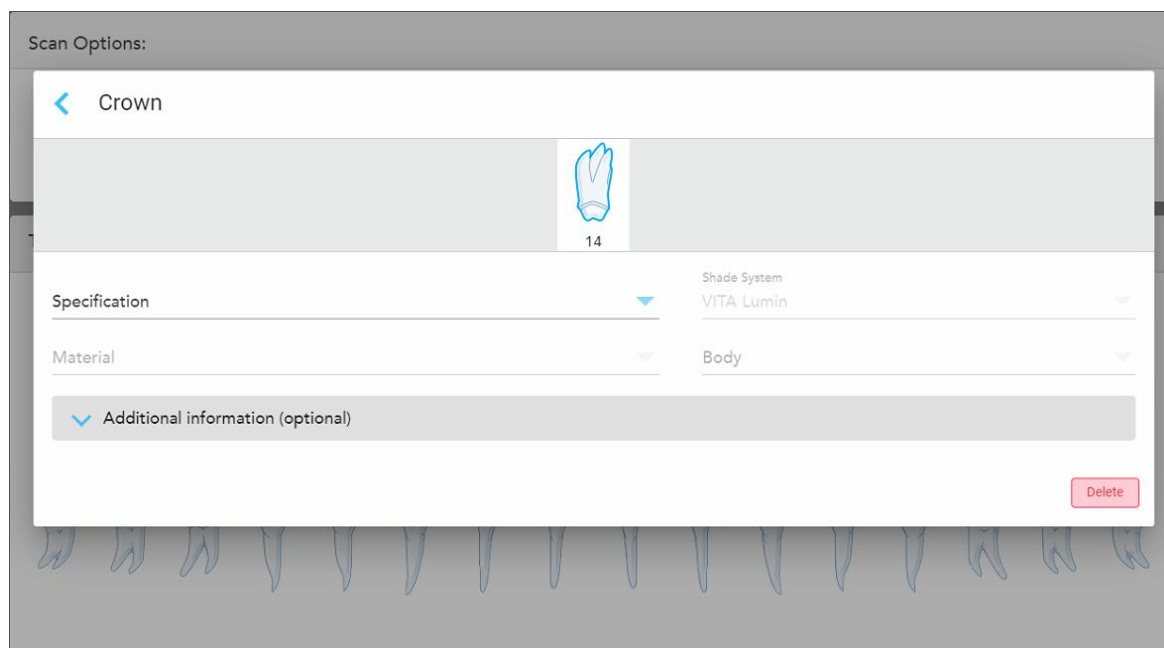 Scan Options:
Crown
14
Specification
Shade System
VITA Lumin
Material
Body
Additional information (optional)
Delete